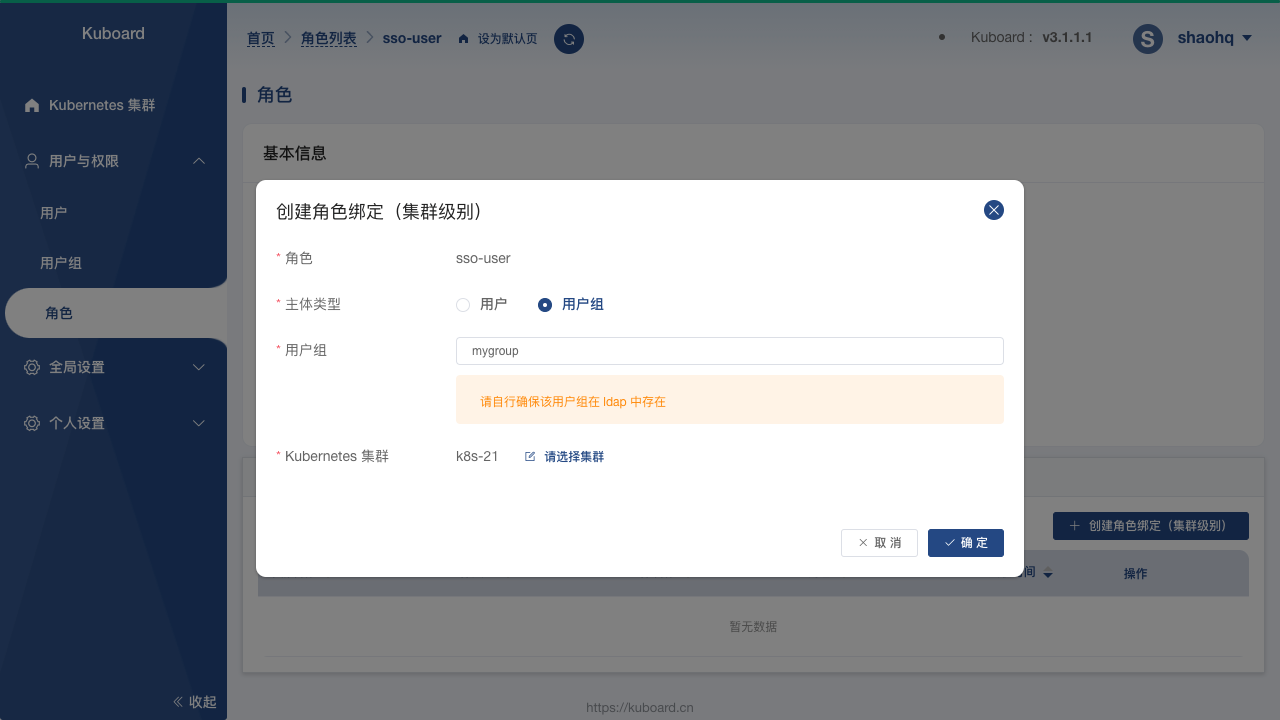 Kuboard
首页 角色列表 sso-user 设为默认页
Kuboard : v3.1.1.1
S shaohq
Kubernetes 集群
用户与权限
用户
用户组
角色
全局设置
个人设置
收起
角色
基本信息
创建角色绑定（集群级别）
* 角色 sso-user
* 主体类型 用户 用户组
* 用户组 mygroup
请自行确保该用户组在 ldap 中存在
* Kubernetes 集群 k8s-21 请选择集群
取 消 确 定
创建角色绑定（集群级别）
间 操作
暂无数据
https://kuboard.cn